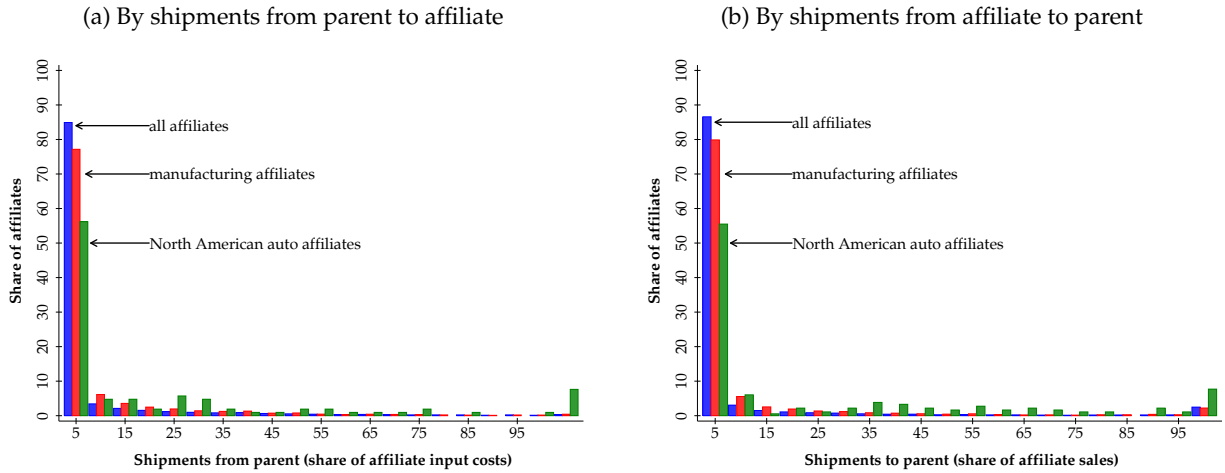 (a) By shipments from parent to affiliate
Share of affiliates
0 10 20 30 40 50 60 70 80 90 100
all affiliates
manufacturing affiliates
North American auto affiliates
5 15 25 35 45 55 65 75 85 95
Shipments from parent (share of affiliate input costs)
(b) By shipments from affiliate to parent
Share of affiliates
0 10 20 30 40 50 60 70 80 90 100
all affiliates
manufacturing affiliates
North American auto affiliates
5 15 25 35 45 55 65 75 85 95
Shipments to parent (share of affiliate sales)